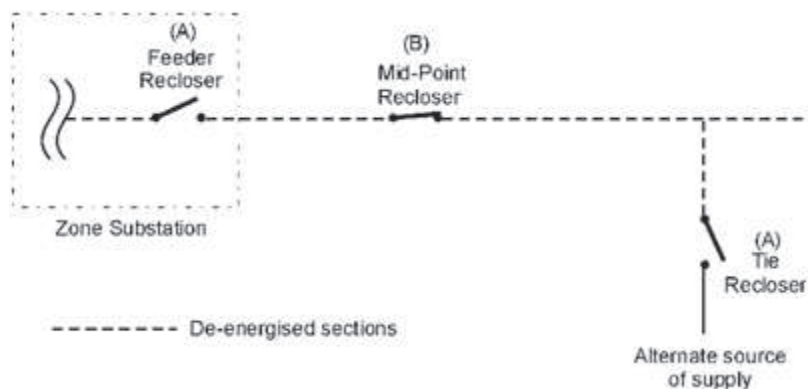 (A)
Feeder
Recloser
(B)
Mid-Point
Recloser
Zone Substation
(A)
Tie
Recloser
De-energised sections
Alternate source
of supply